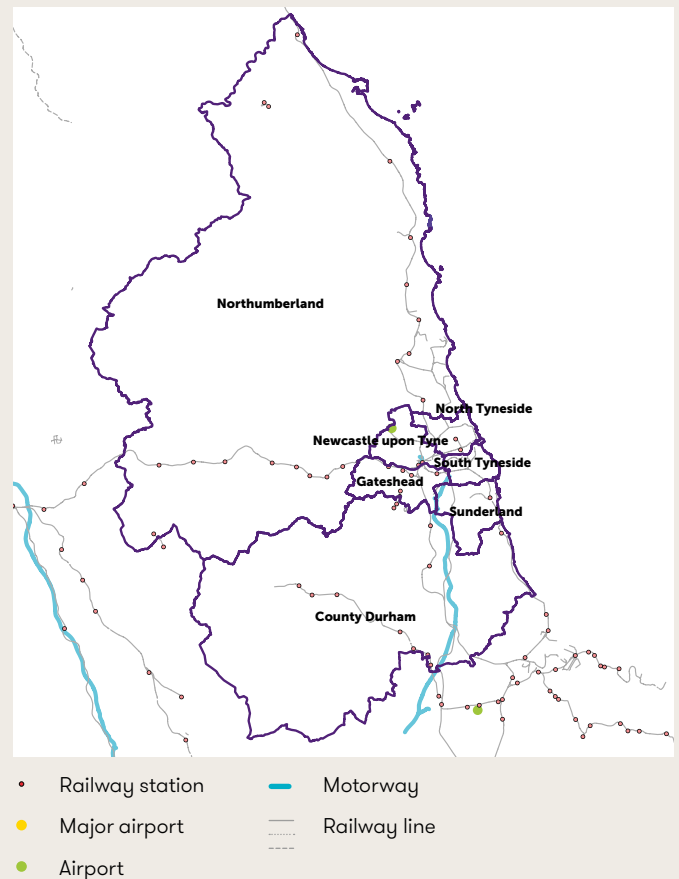 Northumberland
North Tyneside
Newcastle upon Tyne
South Tyneside
Gateshead
Sunderland
County Durham
Railway station
Motorway
Major airport
Railway line
Airport